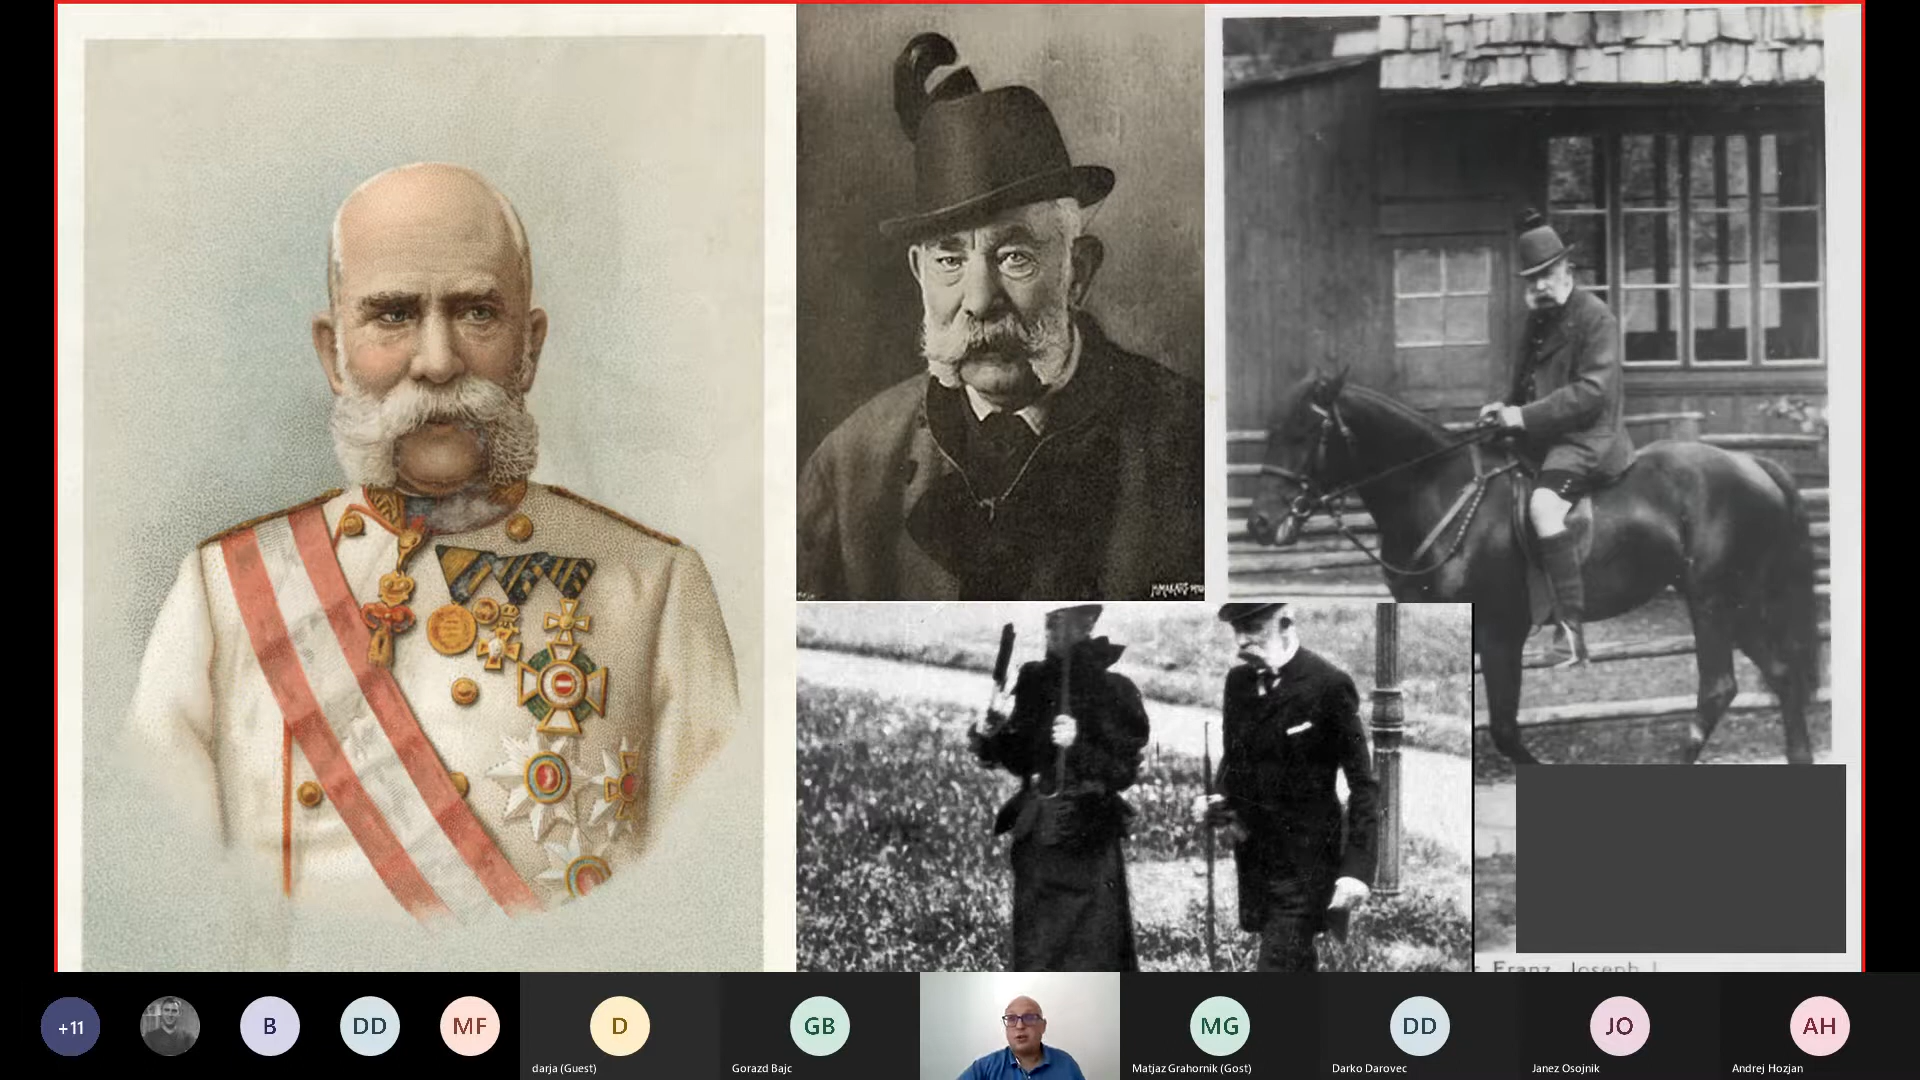 Franz Joseph I.
+11
B
DD
MF
D
darja (Guest)
GB
Gorazd Bajc
MG
Matjaz Grahornik (Gost)
DD
Darko Darovec
JO
Janez Osojnik
AH
Andrej Hozjan